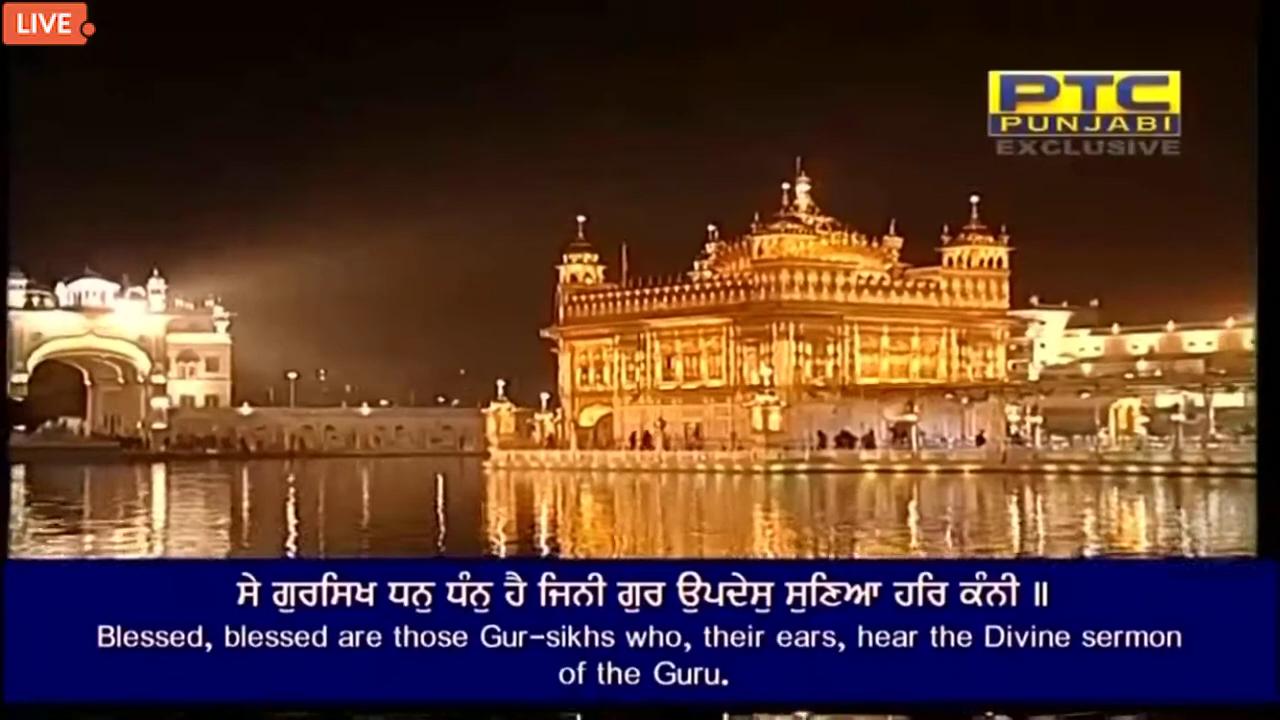 LIVE
PTC
PUNJABI
EXCLUSIVE
ਸੇ ਗੁਰਸਿਖ ਧਨੁ ਧੰਨੁ ਹੈ ਜਿਨੀ ਗੁਰ ਉਪਦੇਸੁ ਸੁਣਿਆ ਹਰਿ ਕੰਨੀ ॥
Blessed, blessed are those Gur-sikhs who, their ears, hear the Divine sermon
of the Guru.